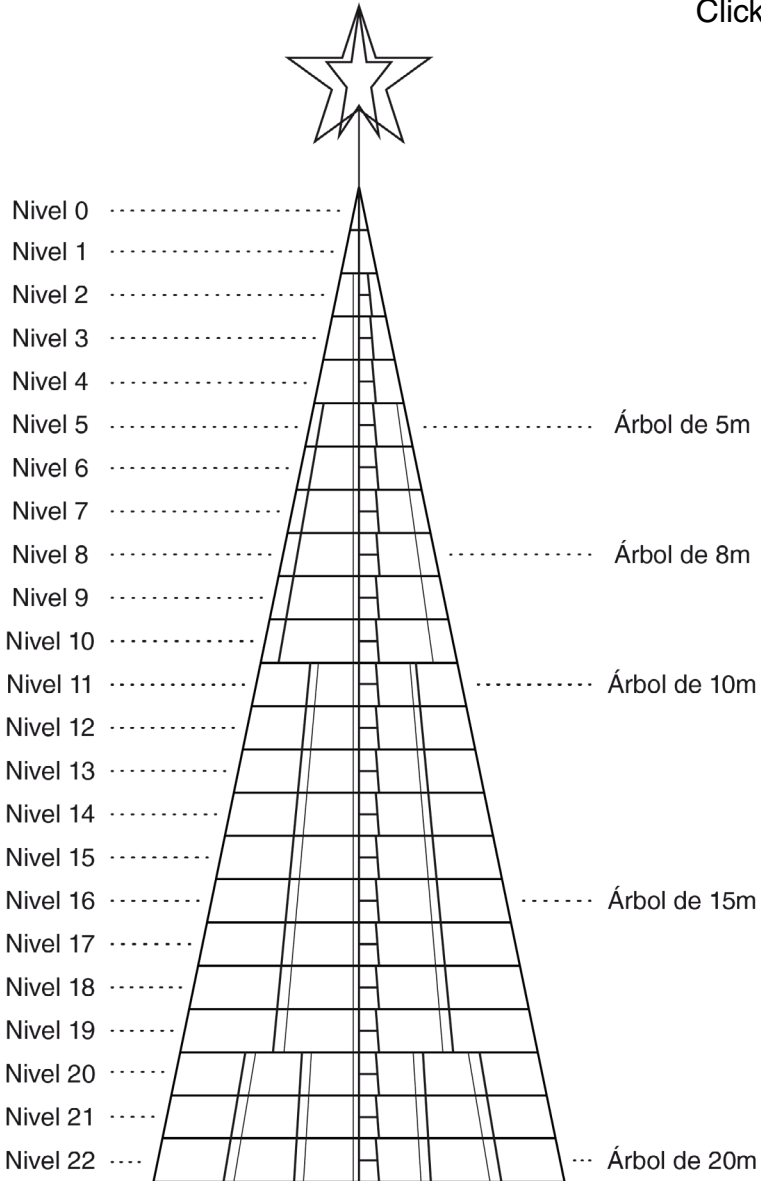 Click
Nivel 0
Nivel 1
Nivel 2
Nivel 3
Nivel 4
Nivel 5 Árbol de 5m
Nivel 6
Nivel 7
Nivel 8 Árbol de 8m
Nivel 9
Nivel 10
Nivel 11 Árbol de 10m
Nivel 12
Nivel 13
Nivel 14
Nivel 15
Nivel 16 Árbol de 15m
Nivel 17
Nivel 18
Nivel 19
Nivel 20
Nivel 21
Nivel 22 Árbol de 20m